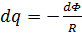 dq = − dΦ / R